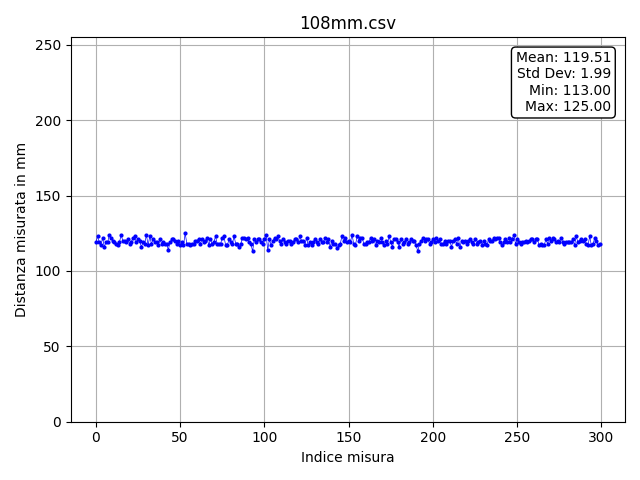 108mm.csv
Mean: 119.51
Std Dev: 1.99
Min: 113.00
Max: 125.00
Distanza misurata in mm
250
200
150
100
50
0
0 50 100 150 200 250 300
Indice misura